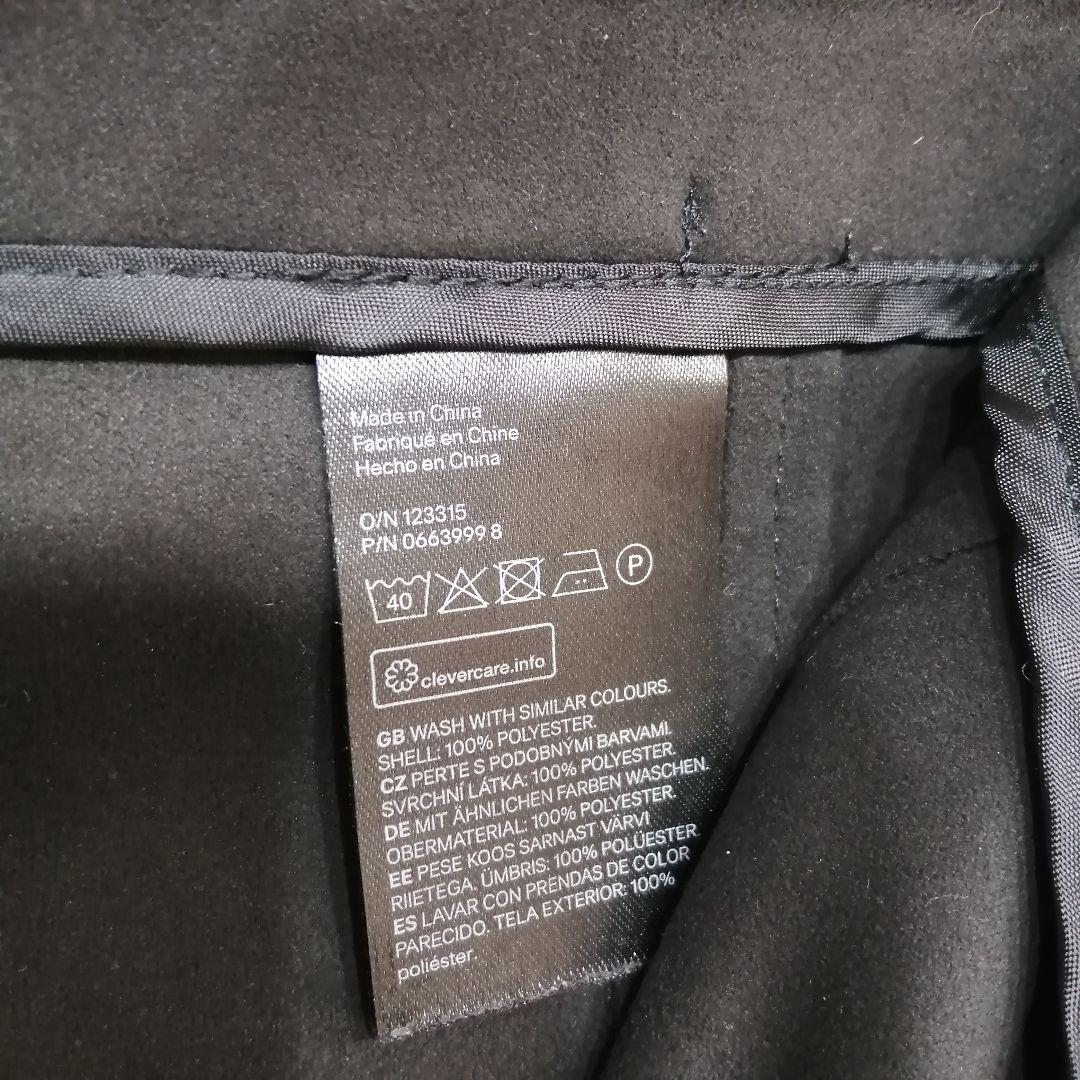 Made in China
Fabriqué en Chine
Hecho en China
O/N 123315
P/N 0663999 8
40 P
clevercare.info
GB WASH WITH SIMILAR COLOURS.
SHELL: 100% POLYESTER.
CZ PERTE S PODOBNÝMI BARVAMI.
SVRCHNÍ LÁTKA: 100% POLYESTER.
DE MIT ÄHNLICHEN FARBEN WASCHEN.
OBERMATERIAL: 100% POLYESTER.
EE PESE KOOS SARNAST VÄRVI
RIIETEGA. ÜMBRIS: 100% POLÜESTER.
ES LAVAR CON PRENDAS DE COLOR
PARECIDO. TELA EXTERIOR: 100%
poliéster.